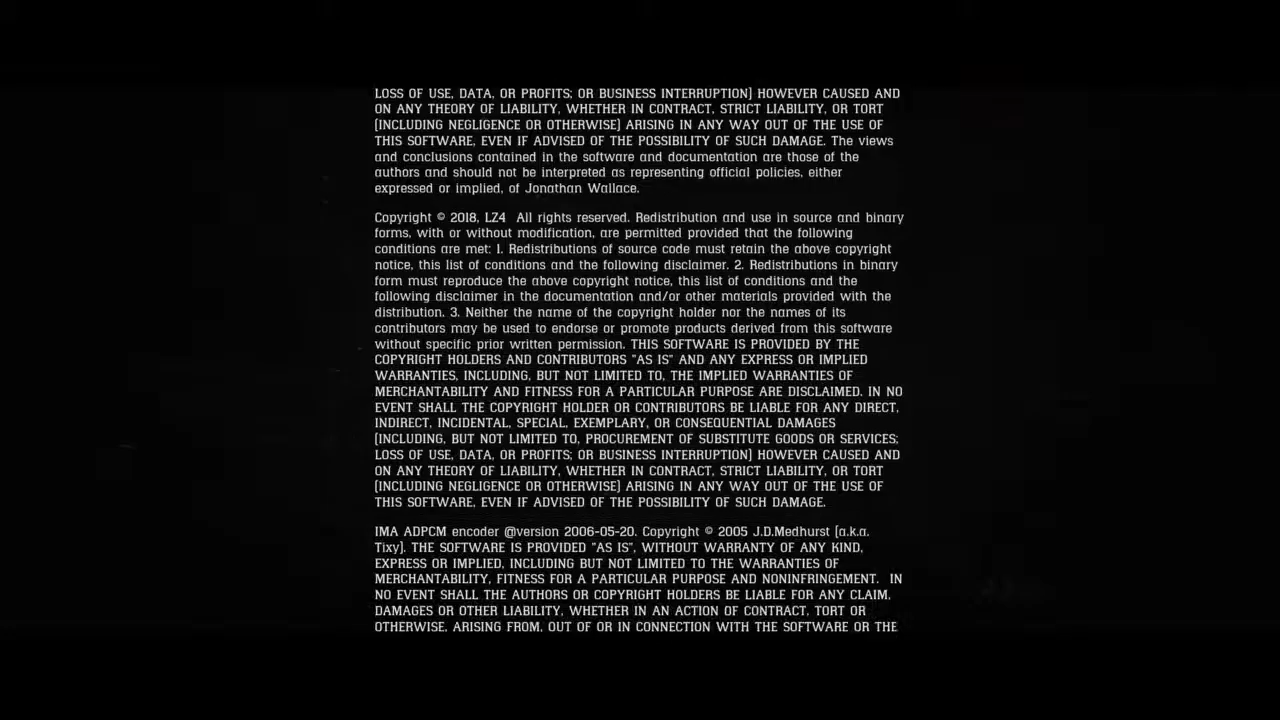 LOSS OF USE, DATA, OR PROFITS; OR BUSINESS INTERRUPTION) HOWEVER CAUSED AND
ON ANY THEORY OF LIABILITY, WHETHER IN CONTRACT, STRICT LIABILITY, OR TORT
(INCLUDING NEGLIGENCE OR OTHERWISE) ARISING IN ANY WAY OUT OF THE USE OF
THIS SOFTWARE, EVEN IF ADVISED OF THE POSSIBILITY OF SUCH DAMAGE. The views
and conclusions contained in the software and documentation are those of the
authors and should not be interpreted as representing official policies, either
expressed or implied, of Jonathan Wallace.
Copyright © 2018, LZ4  All rights reserved. Redistribution and use in source and binary
forms, with or without modification, are permitted provided that the following
conditions are met: 1. Redistributions of source code must retain the above copyright
notice, this list of conditions and the following disclaimer. 2. Redistributions in binary
form must reproduce the above copyright notice, this list of conditions and the
following disclaimer in the documentation and/or other materials provided with the
distribution. 3. Neither the name of the copyright holder nor the names of its
contributors may be used to endorse or promote products derived from this software
without specific prior written permission. THIS SOFTWARE IS PROVIDED BY THE
COPYRIGHT HOLDERS AND CONTRIBUTORS "AS IS" AND ANY EXPRESS OR IMPLIED
WARRANTIES, INCLUDING, BUT NOT LIMITED TO, THE IMPLIED WARRANTIES OF
MERCHANTABILITY AND FITNESS FOR A PARTICULAR PURPOSE ARE DISCLAIMED. IN NO
EVENT SHALL THE COPYRIGHT HOLDER OR CONTRIBUTORS BE LIABLE FOR ANY DIRECT,
INDIRECT, INCIDENTAL, SPECIAL, EXEMPLARY, OR CONSEQUENTIAL DAMAGES
(INCLUDING, BUT NOT LIMITED TO, PROCUREMENT OF SUBSTITUTE GOODS OR SERVICES;
LOSS OF USE, DATA, OR PROFITS; OR BUSINESS INTERRUPTION) HOWEVER CAUSED AND
ON ANY THEORY OF LIABILITY, WHETHER IN CONTRACT, STRICT LIABILITY, OR TORT
(INCLUDING NEGLIGENCE OR OTHERWISE) ARISING IN ANY WAY OUT OF THE USE OF
THIS SOFTWARE, EVEN IF ADVISED OF THE POSSIBILITY OF SUCH DAMAGE.
IMA ADPCM encoder @version 2006-05-20. Copyright © 2005 J.D.Medhurst (a.k.a.
Tixy). THE SOFTWARE IS PROVIDED "AS IS", WITHOUT WARRANTY OF ANY KIND,
EXPRESS OR IMPLIED, INCLUDING BUT NOT LIMITED TO THE WARRANTIES OF
MERCHANTABILITY, FITNESS FOR A PARTICULAR PURPOSE AND NONINFRINGEMENT.  IN
NO EVENT SHALL THE AUTHORS OR COPYRIGHT HOLDERS BE LIABLE FOR ANY CLAIM,
DAMAGES OR OTHER LIABILITY, WHETHER IN AN ACTION OF CONTRACT, TORT OR
OTHERWISE, ARISING FROM, OUT OF OR IN CONNECTION WITH THE SOFTWARE OR THE